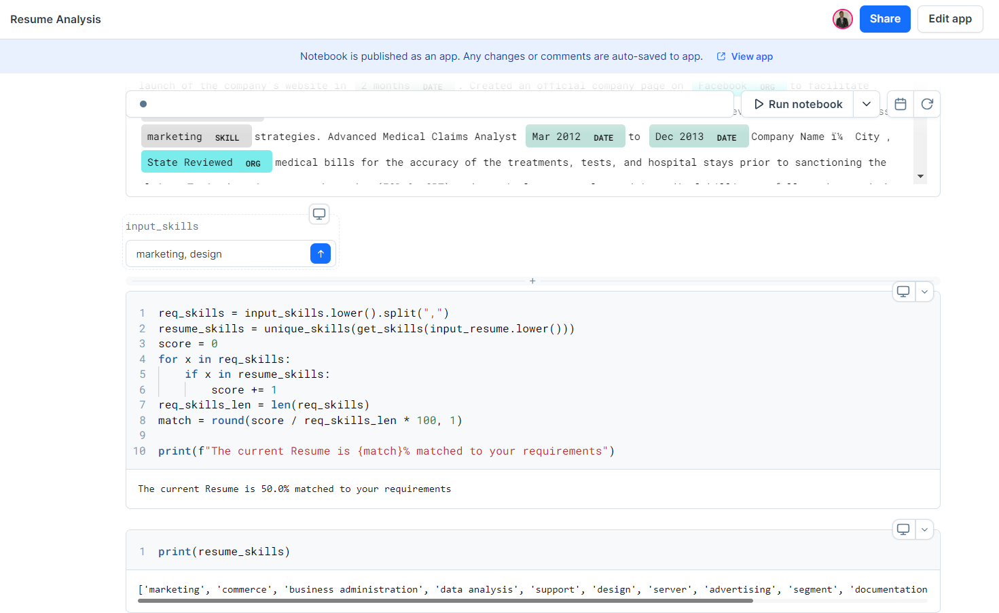 Resume Analysis
Share
Edit app
Notebook is published as an app. Any changes or comments are auto-saved to app.
View app
launch of the company's website in 2 months DATE . Created an official company page on Facebook ORG to facilitate
Run notebook
marketing SKILL strategies. Advanced Medical Claims Analyst Mar 2012 DATE to Dec 2013 DATE Company Name ï¼ City ,
State Reviewed ORG medical bills for the accuracy of the treatments, tests, and hospital stays prior to sanctioning the
input_skills
marketing, design
1 req_skills = input_skills.lower().split(",")
2 resume_skills = unique_skills(get_skills(input_resume.lower()))
3 score = 0
4 for x in req_skills:
5 if x in resume_skills:
6 score += 1
7 req_skills_len = len(req_skills)
8 match = round(score / req_skills_len * 100, 1)
9
10 print(f"The current Resume is {match}% matched to your requirements")
The current Resume is 50.0% matched to your requirements
1 print(resume_skills)
['marketing', 'commerce', 'business administration', 'data analysis', 'support', 'design', 'server', 'advertising', 'segment', 'documentation